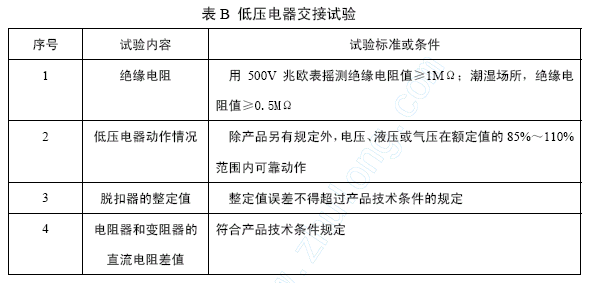 表 B 低压电器交接试验
序号 试验内容 试验标准或条件
1 绝缘电阻 用 500V 兆欧表摇测绝缘电阻值≥1MΩ；潮湿场所，绝缘电
阻值≥0.5MΩ
2 低压电器动作情况 除产品另有规定外，电压、液压或气压在额定值的 85%～110%
范围内可靠动作
3 脱扣器的整定值 整定值误差不得超过产品技术条件的规定
4 电阻器和变阻器的 符合产品技术条件规定
直流电阻差值